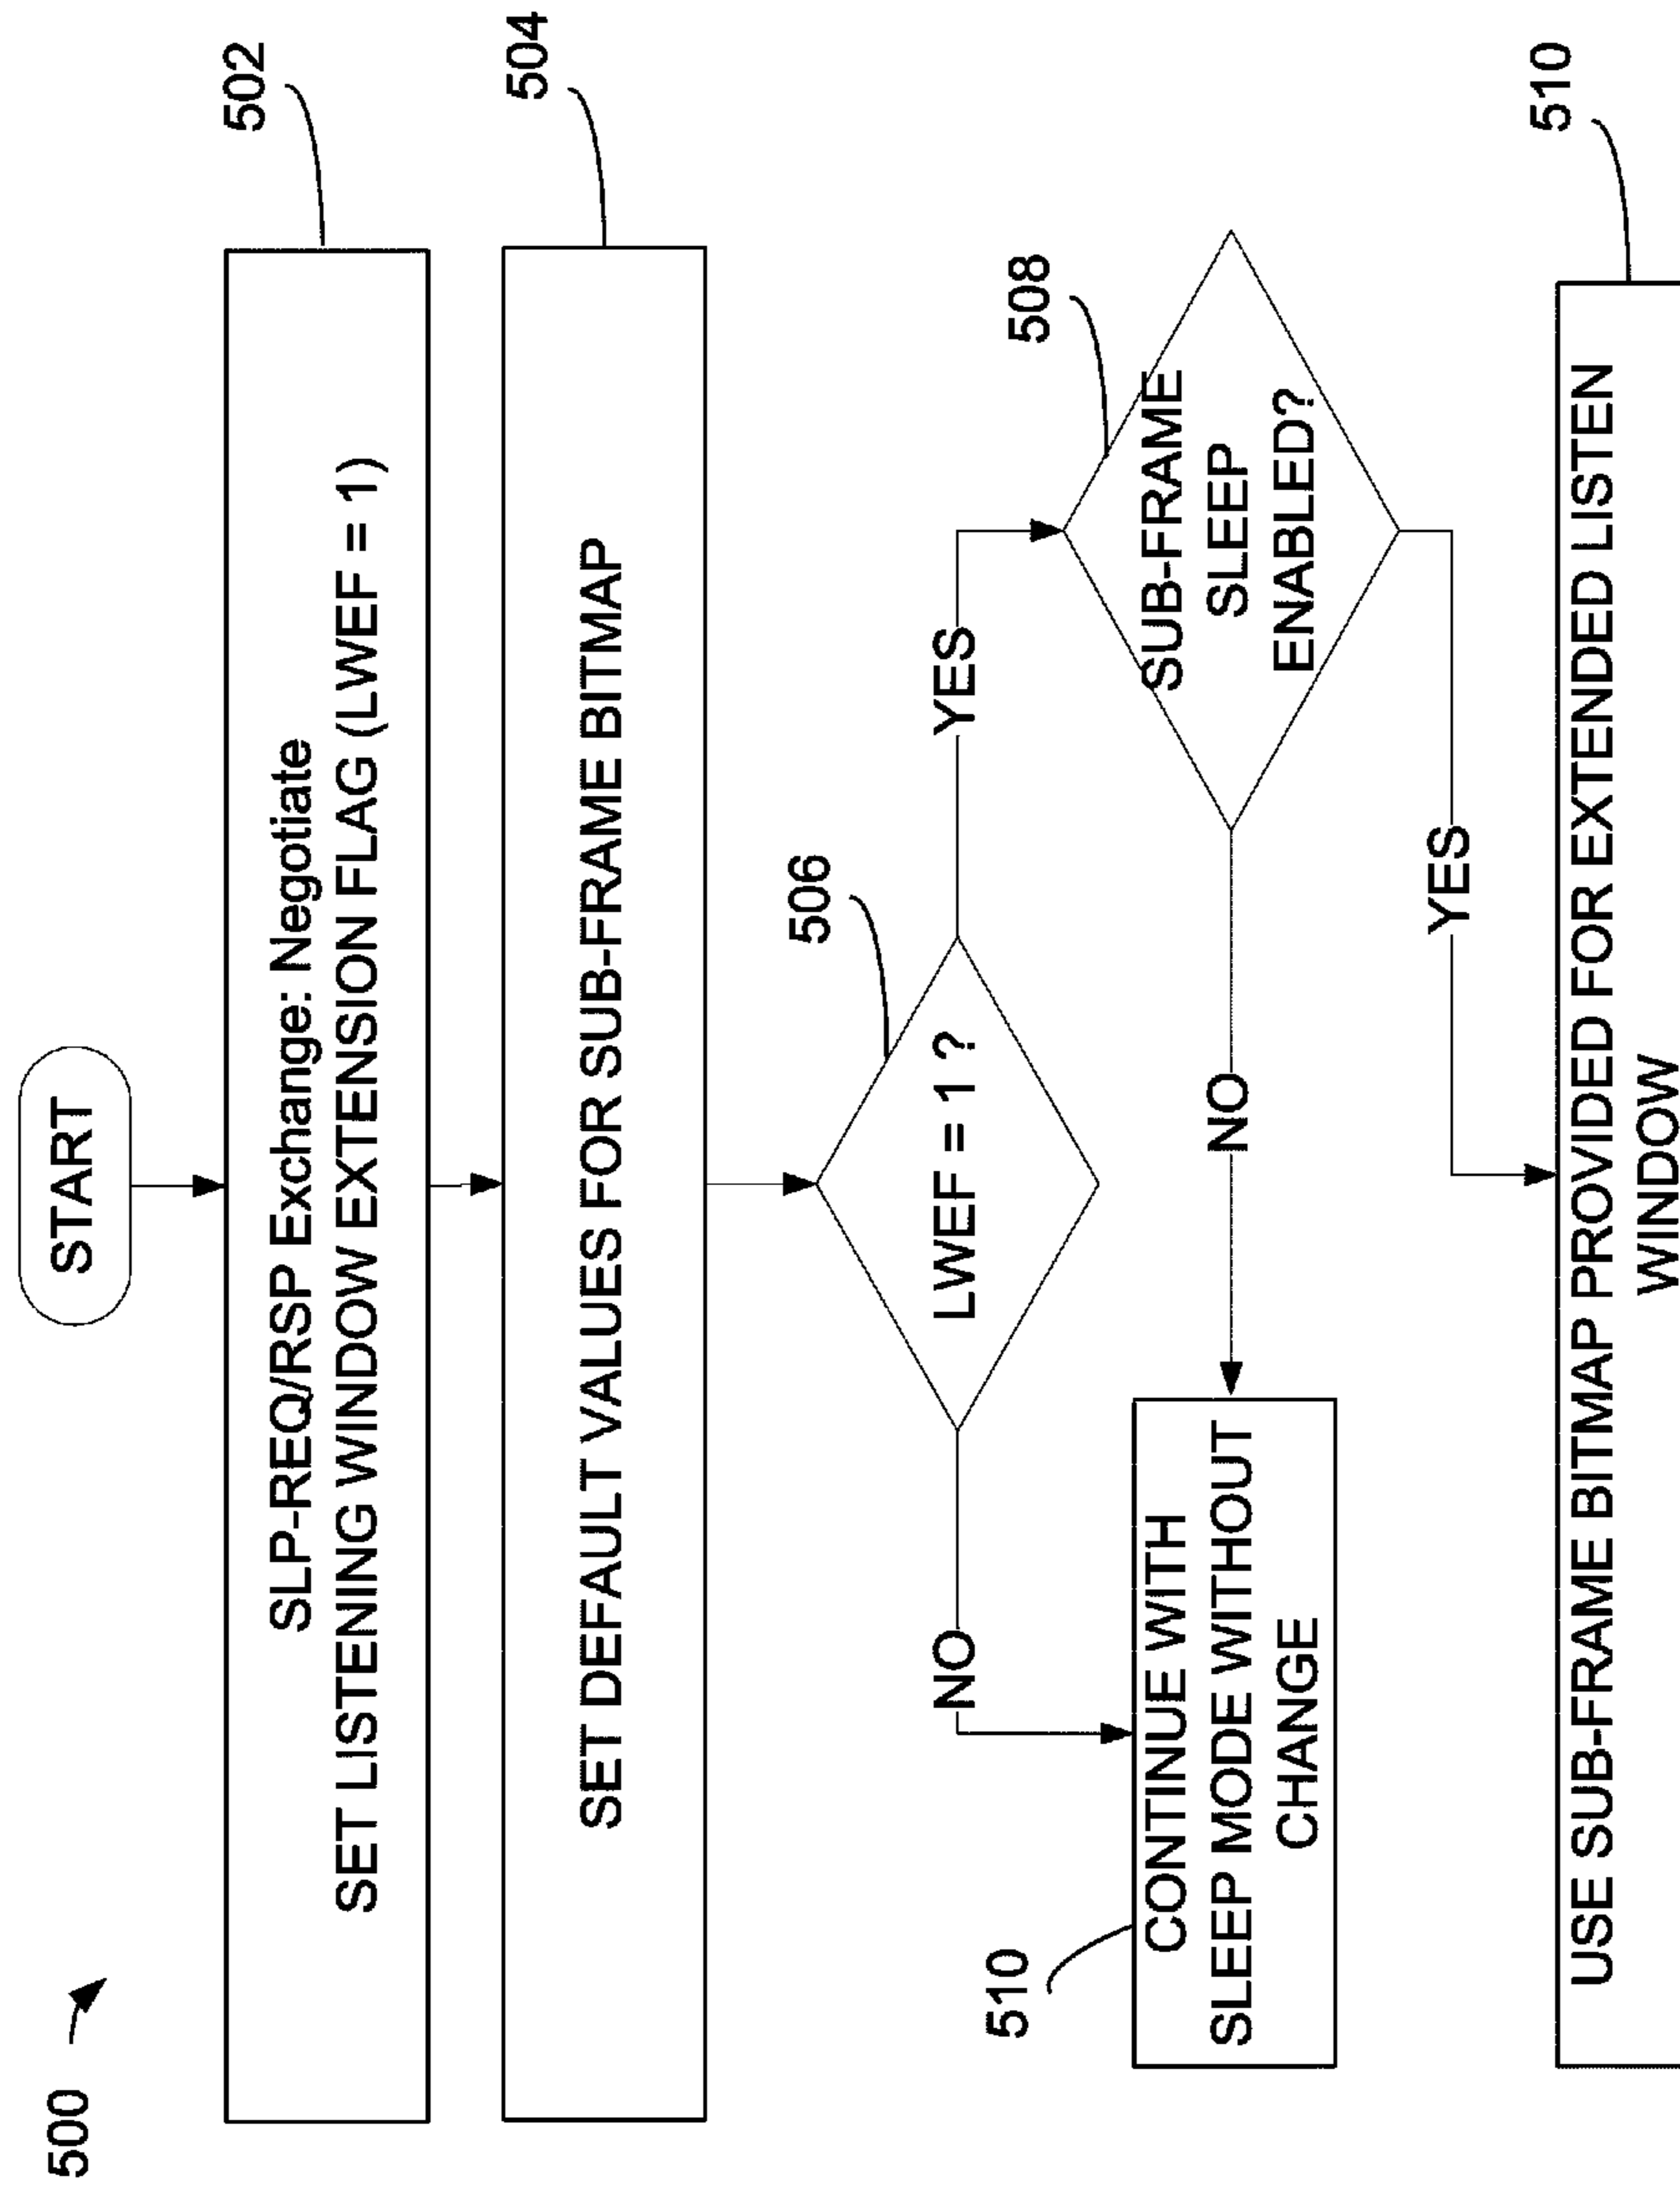 500
START
502
SLP-REQ/RSP Exchange: Negotiate
SET LISTENING WINDOW EXTENSION FLAG (LWEF = 1)
504
SET DEFAULT VALUES FOR SUB-FRAME BITMAP
506
LWEF = 1 ?
NO
YES
508
SUB-FRAME
SLEEP
ENABLED?
510
CONTINUE WITH
SLEEP MODE WITHOUT
CHANGE
NO
YES
510
USE SUB-FRAME BITMAP PROVIDED FOR EXTENDED LISTEN
WINDOW